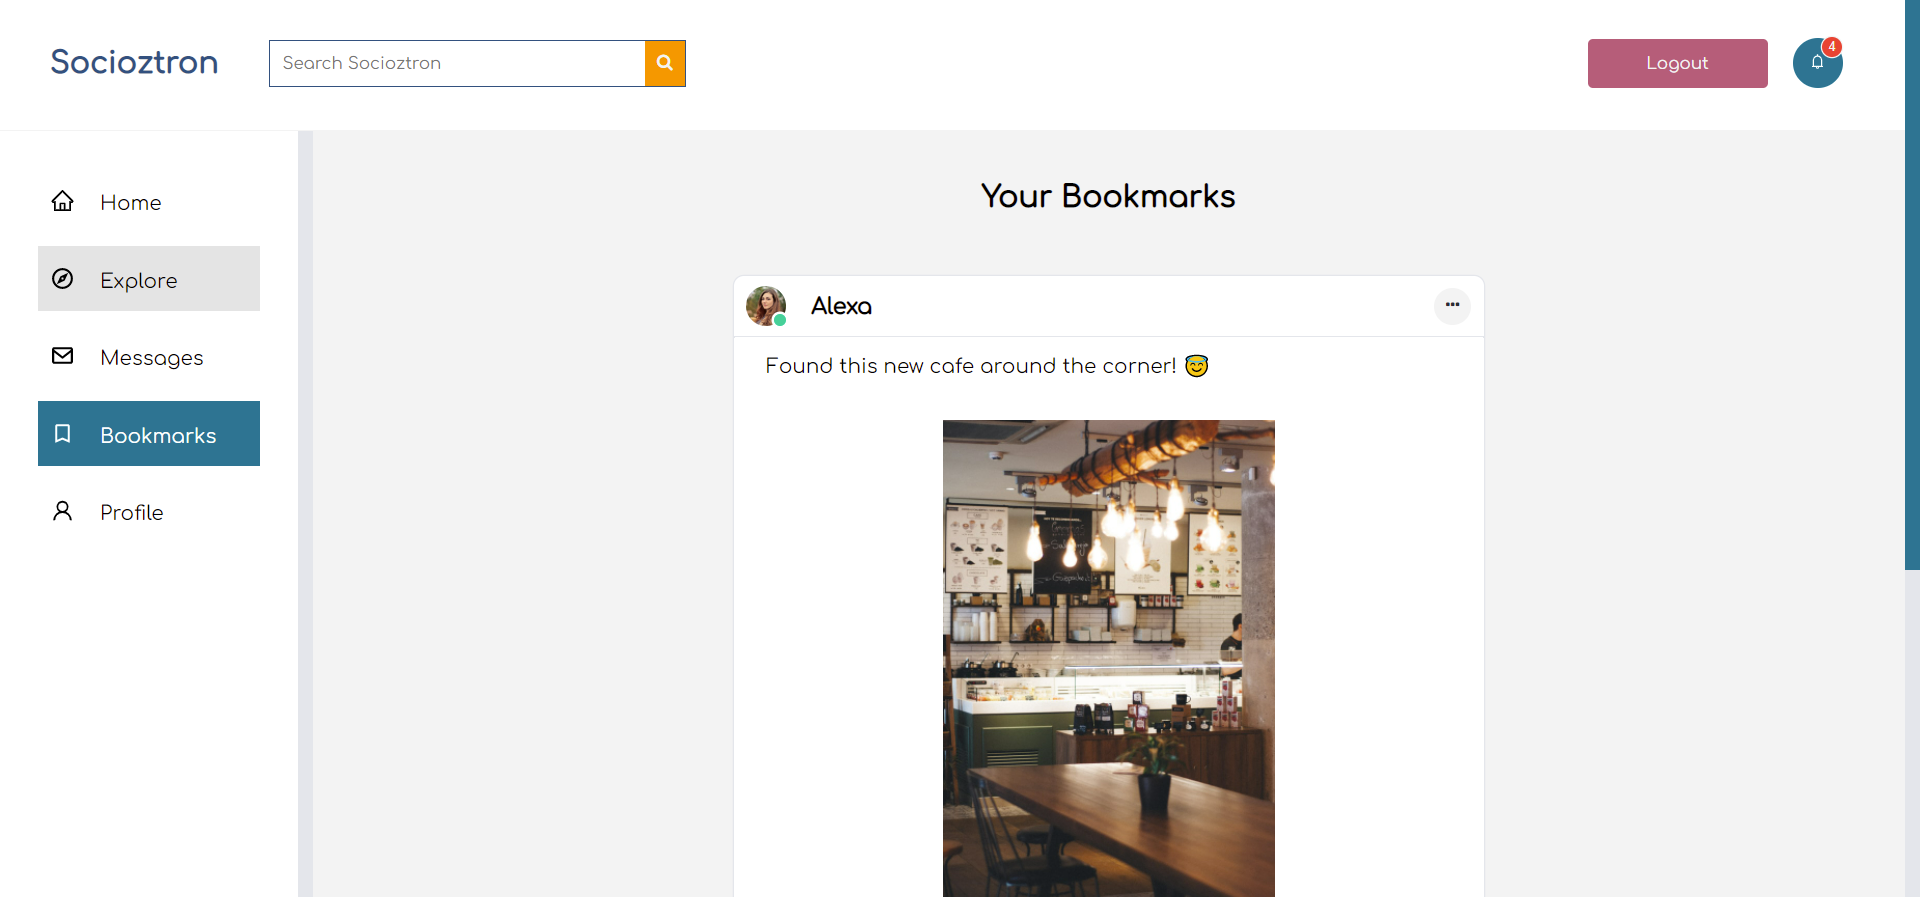 Socioztron
Search Socioztron
Logout
4
Home
Explore
Messages
Bookmarks
Profile
Your Bookmarks
Alexa
Found this new cafe around the corner! 😇